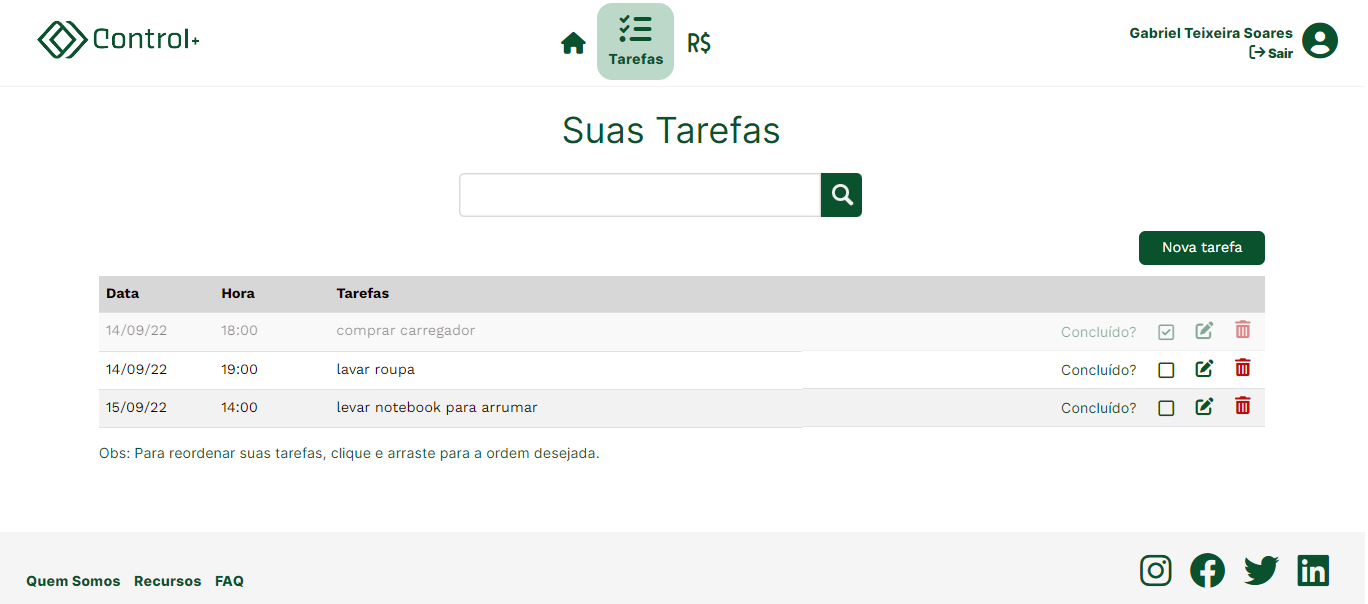 Control+
Tarefas
R$
Gabriel Teixeira Soares
Sair
Suas Tarefas
Nova tarefa
Data Hora Tarefas
14/09/22 18:00 comprar carregador Concluído?
14/09/22 19:00 lavar roupa Concluído?
15/09/22 14:00 levar notebook para arrumar Concluído?
Obs: Para reordenar suas tarefas, clique e arraste para a ordem desejada.
Quem Somos Recursos FAQ